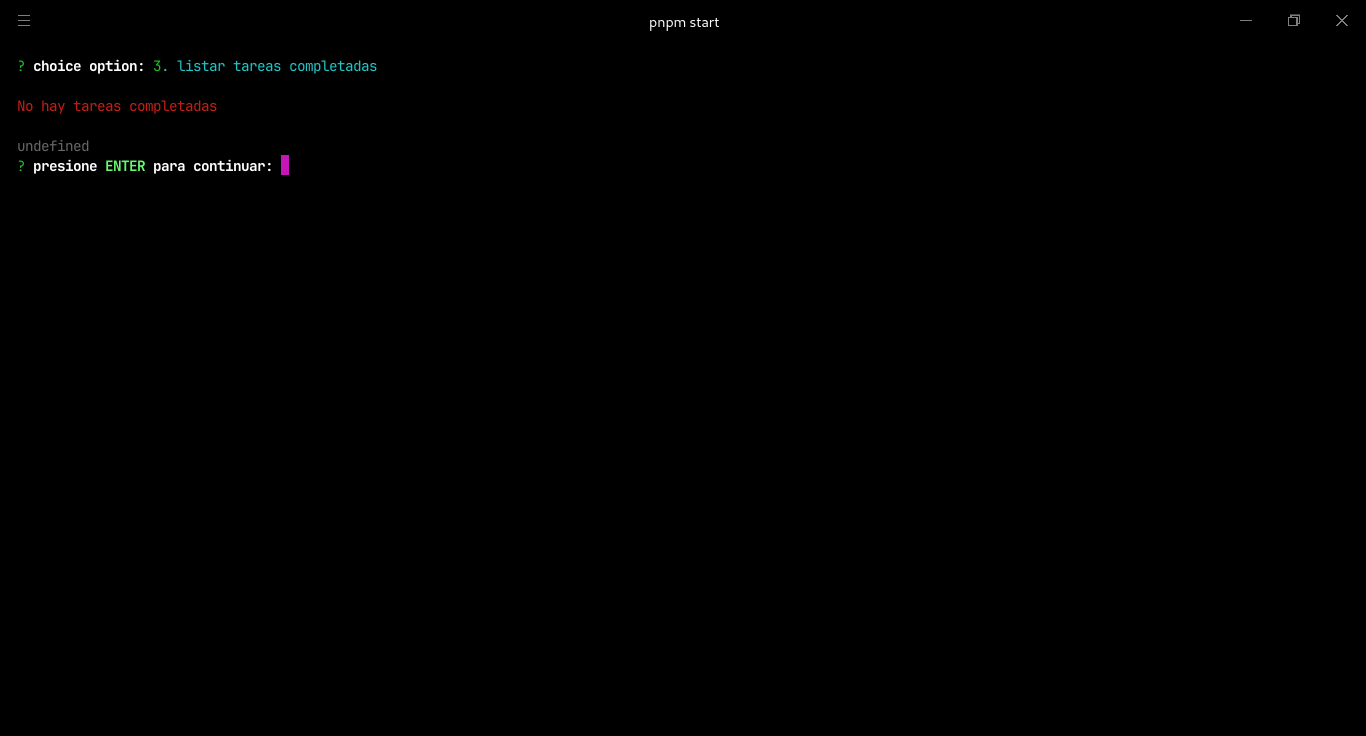 pnpm start
? choice option: 3. listar tareas completadas
No hay tareas completadas
undefined
? presione ENTER para continuar: